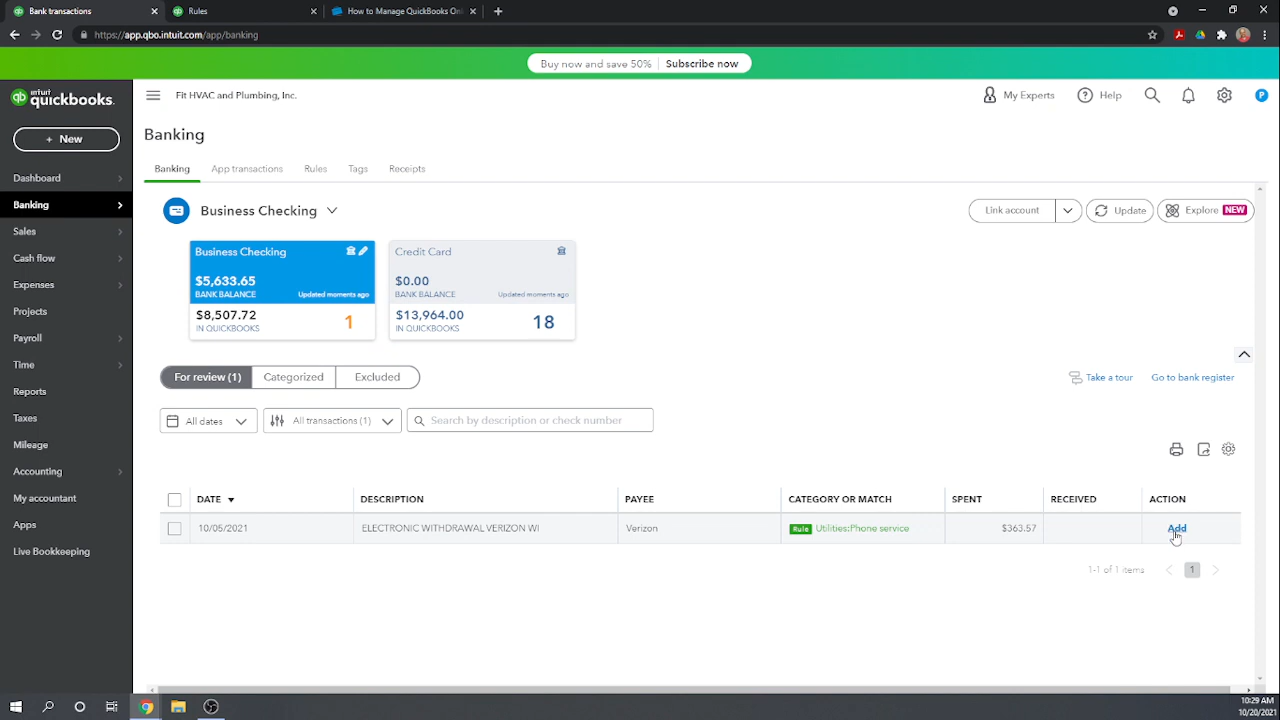 Bank transactions
Rules
How to Manage QuickBooks Onl
https://app.qbo.intuit.com/app/banking
Buy now and save 50% Subscribe now
intuit quickbooks.
Fit HVAC and Plumbing, Inc.
My Experts
Help
P
+ New
Dashboard
Banking
Sales
Cash flow
Expenses
Projects
Payroll
Time
Reports
Taxes
Mileage
Accounting
My accountant
Apps
Live Bookkeeping
Banking
Banking App transactions Rules Tags Receipts
Business Checking
Link account
Update
Explore NEW
Business Checking
$5,633.65
BANK BALANCE Updated moments ago
$8,507.72
IN QUICKBOOKS
1
Credit Card
$0.00
BANK BALANCE Updated moments ago
$13,964.00
IN QUICKBOOKS
18
For review (1) Categorized Excluded
Take a tour Go to bank register
All dates All transactions (1) Search by description or check number
DATE DESCRIPTION PAYEE CATEGORY OR MATCH SPENT RECEIVED ACTION
10/05/2021 ELECTRONIC WITHDRAWAL VERIZON WI Verizon Rule Utilities:Phone service $363.57 Add
1-1 of 1 items 1
10:29 AM
10/20/2021